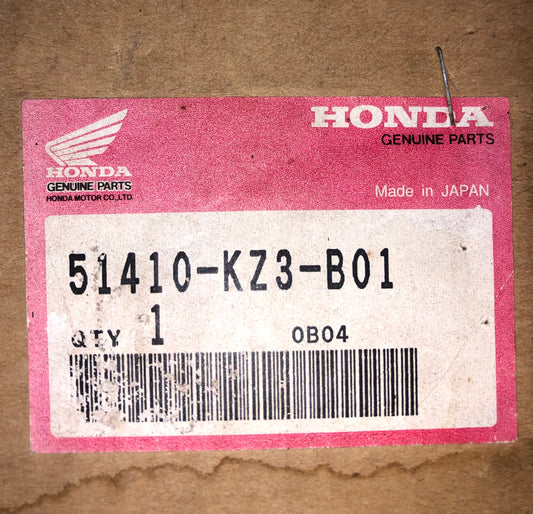 HONDA
GENUINE PARTS
HONDA
GENUINE PARTS
HONDA MOTOR CO.,LTD.
Made in JAPAN
51410-KZ3-B01
QTY 1 0B04